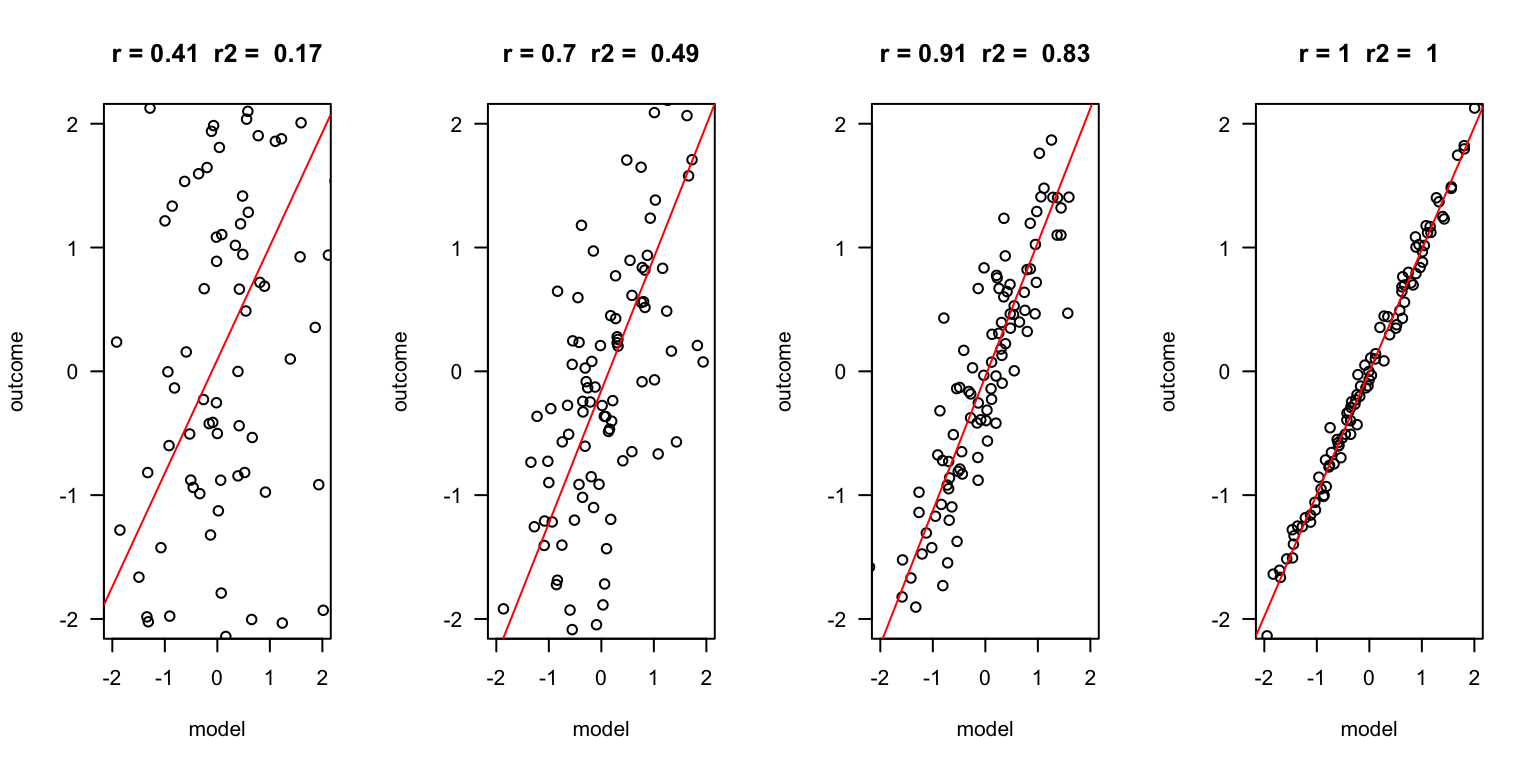 r = 0.41  r2 =  0.17
outcome
2
1
0
-1
-2
-2 -1 0 1 2
model
r = 0.7  r2 =  0.49
outcome
2
1
0
-1
-2
-2 -1 0 1 2
model
r = 0.91  r2 =  0.83
outcome
2
1
0
-1
-2
-2 -1 0 1 2
model
r = 1  r2 =  1
outcome
2
1
0
-1
-2
-2 -1 0 1 2
model